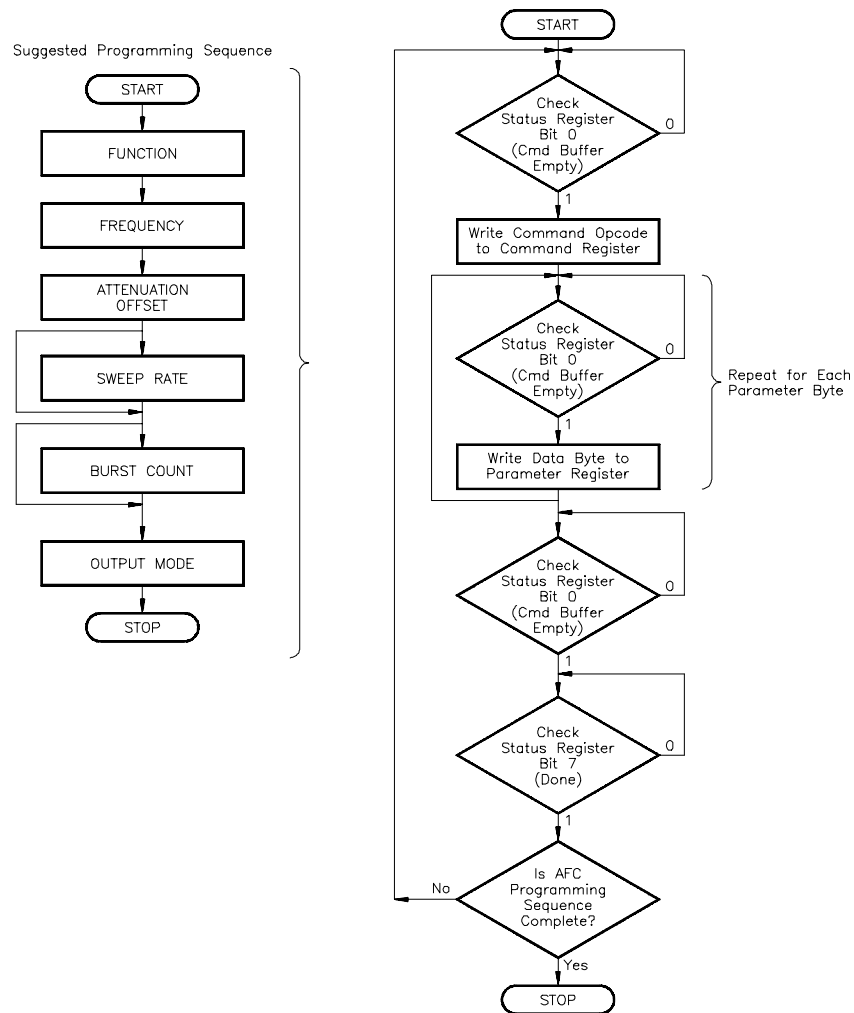 Suggested Programming Sequence
START
FUNCTION
FREQUENCY
ATTENUATION
OFFSET
SWEEP RATE
BURST COUNT
OUTPUT MODE
STOP
START
Check
Status Register
Bit 0
(Cmd Buffer
Empty)
0
1
Write Command Opcode
to Command Register
Check
Status Register
Bit 0
(Cmd Buffer
Empty)
0
1
Write Data Byte to
Parameter Register
Repeat for Each
Parameter Byte
Check
Status Register
Bit 0
(Cmd Buffer
Empty)
0
1
Check
Status Register
Bit 7
(Done)
0
1
Is AFC
Programming
Sequence
Complete?
No
Yes
STOP